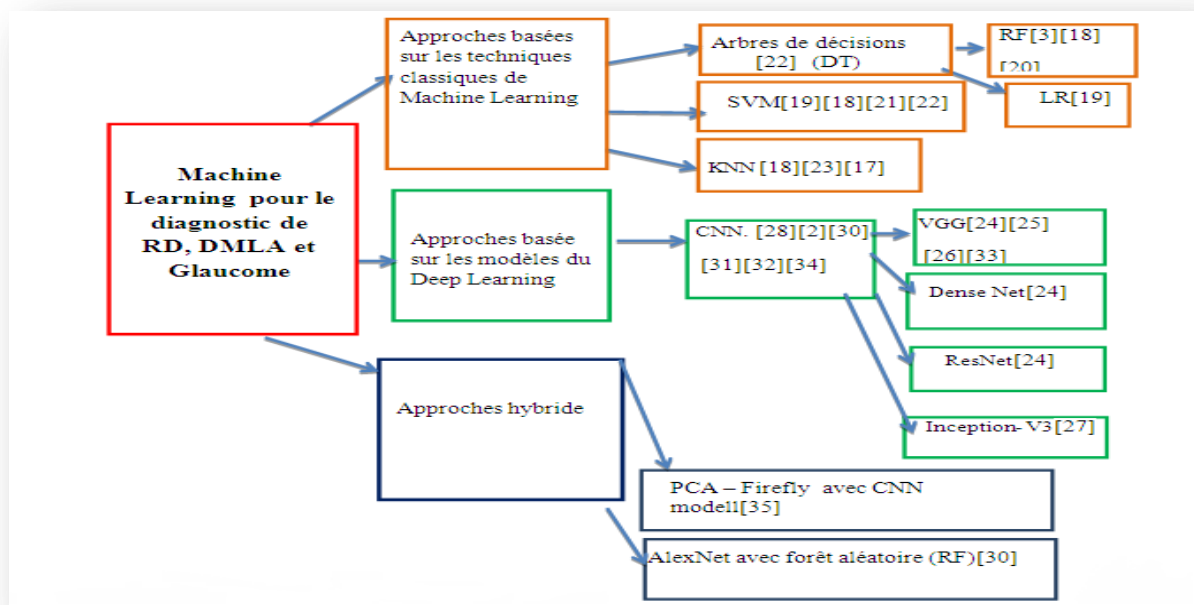 Machine
Learning pour le
diagnostic de
RD, DMLA et
Glaucome
Approches basées
sur les techniques
classiques de
Machine Learning
Arbres de décisions
[22] (DT)
RF[3][18]
[20]
LR[19]
SVM[19][18][21][22]
KNN[18][23][17]
Approches basée
sur les modèles du
Deep Learning
CNN. [28][2][30]
[31][32][34]
VGG[24][25]
[26][33]
Dense Net[24]
ResNet[24]
Inception-V3[27]
Approches hybride
PCA – Firefly avec CNN
modell[35]
AlexNet avec forêt aléatoire (RF)[30]